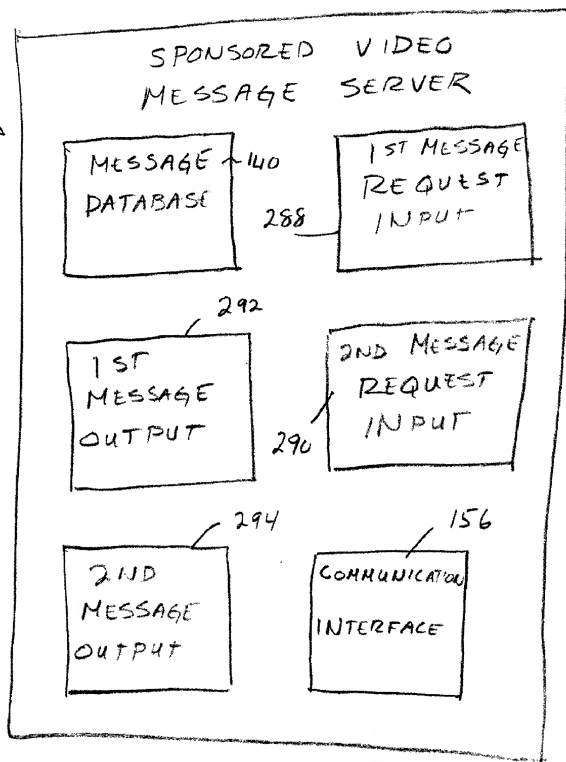 SPONSORED VIDEO
MESSAGE SERVER
MESSAGE
DATABASE
140
1ST MESSAGE
REQUEST
INPUT
288
292
1ST
MESSAGE
OUTPUT
2ND MESSAGE
REQUEST
INPUT
290
294
2ND
MESSAGE
OUTPUT
156
COMMUNICATION
INTERFACE